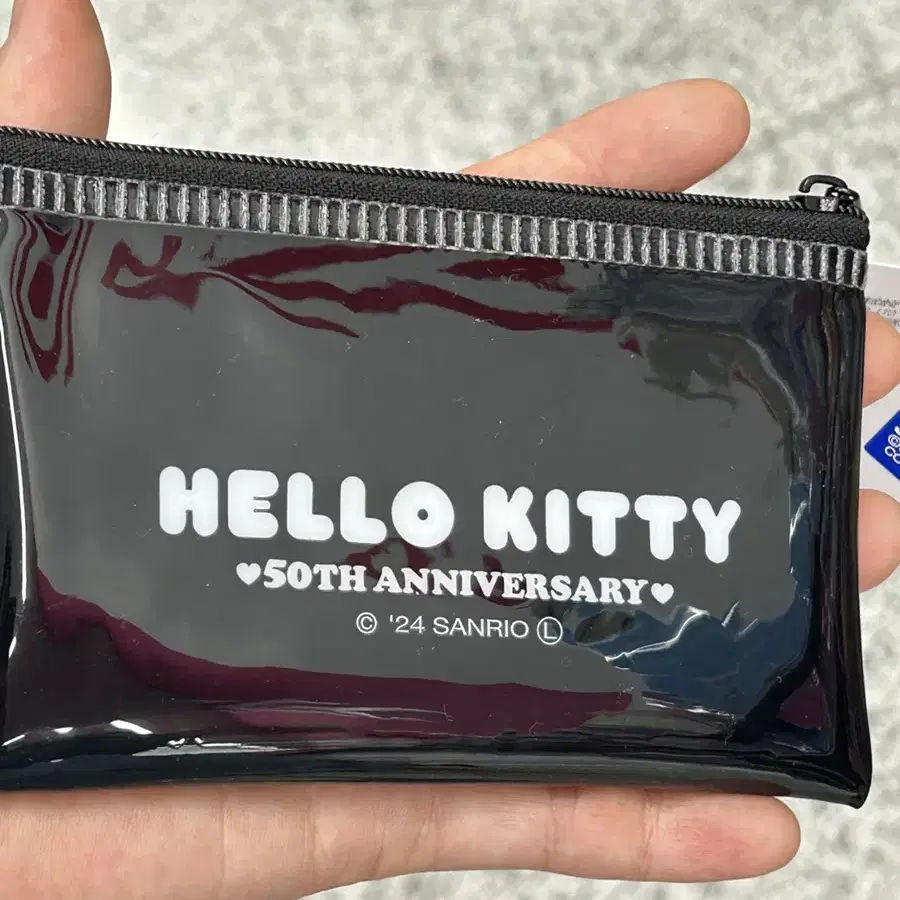 HELLO KITTY
♥50TH ANNIVERSARY♥
© '24 SANRIO Ⓛ